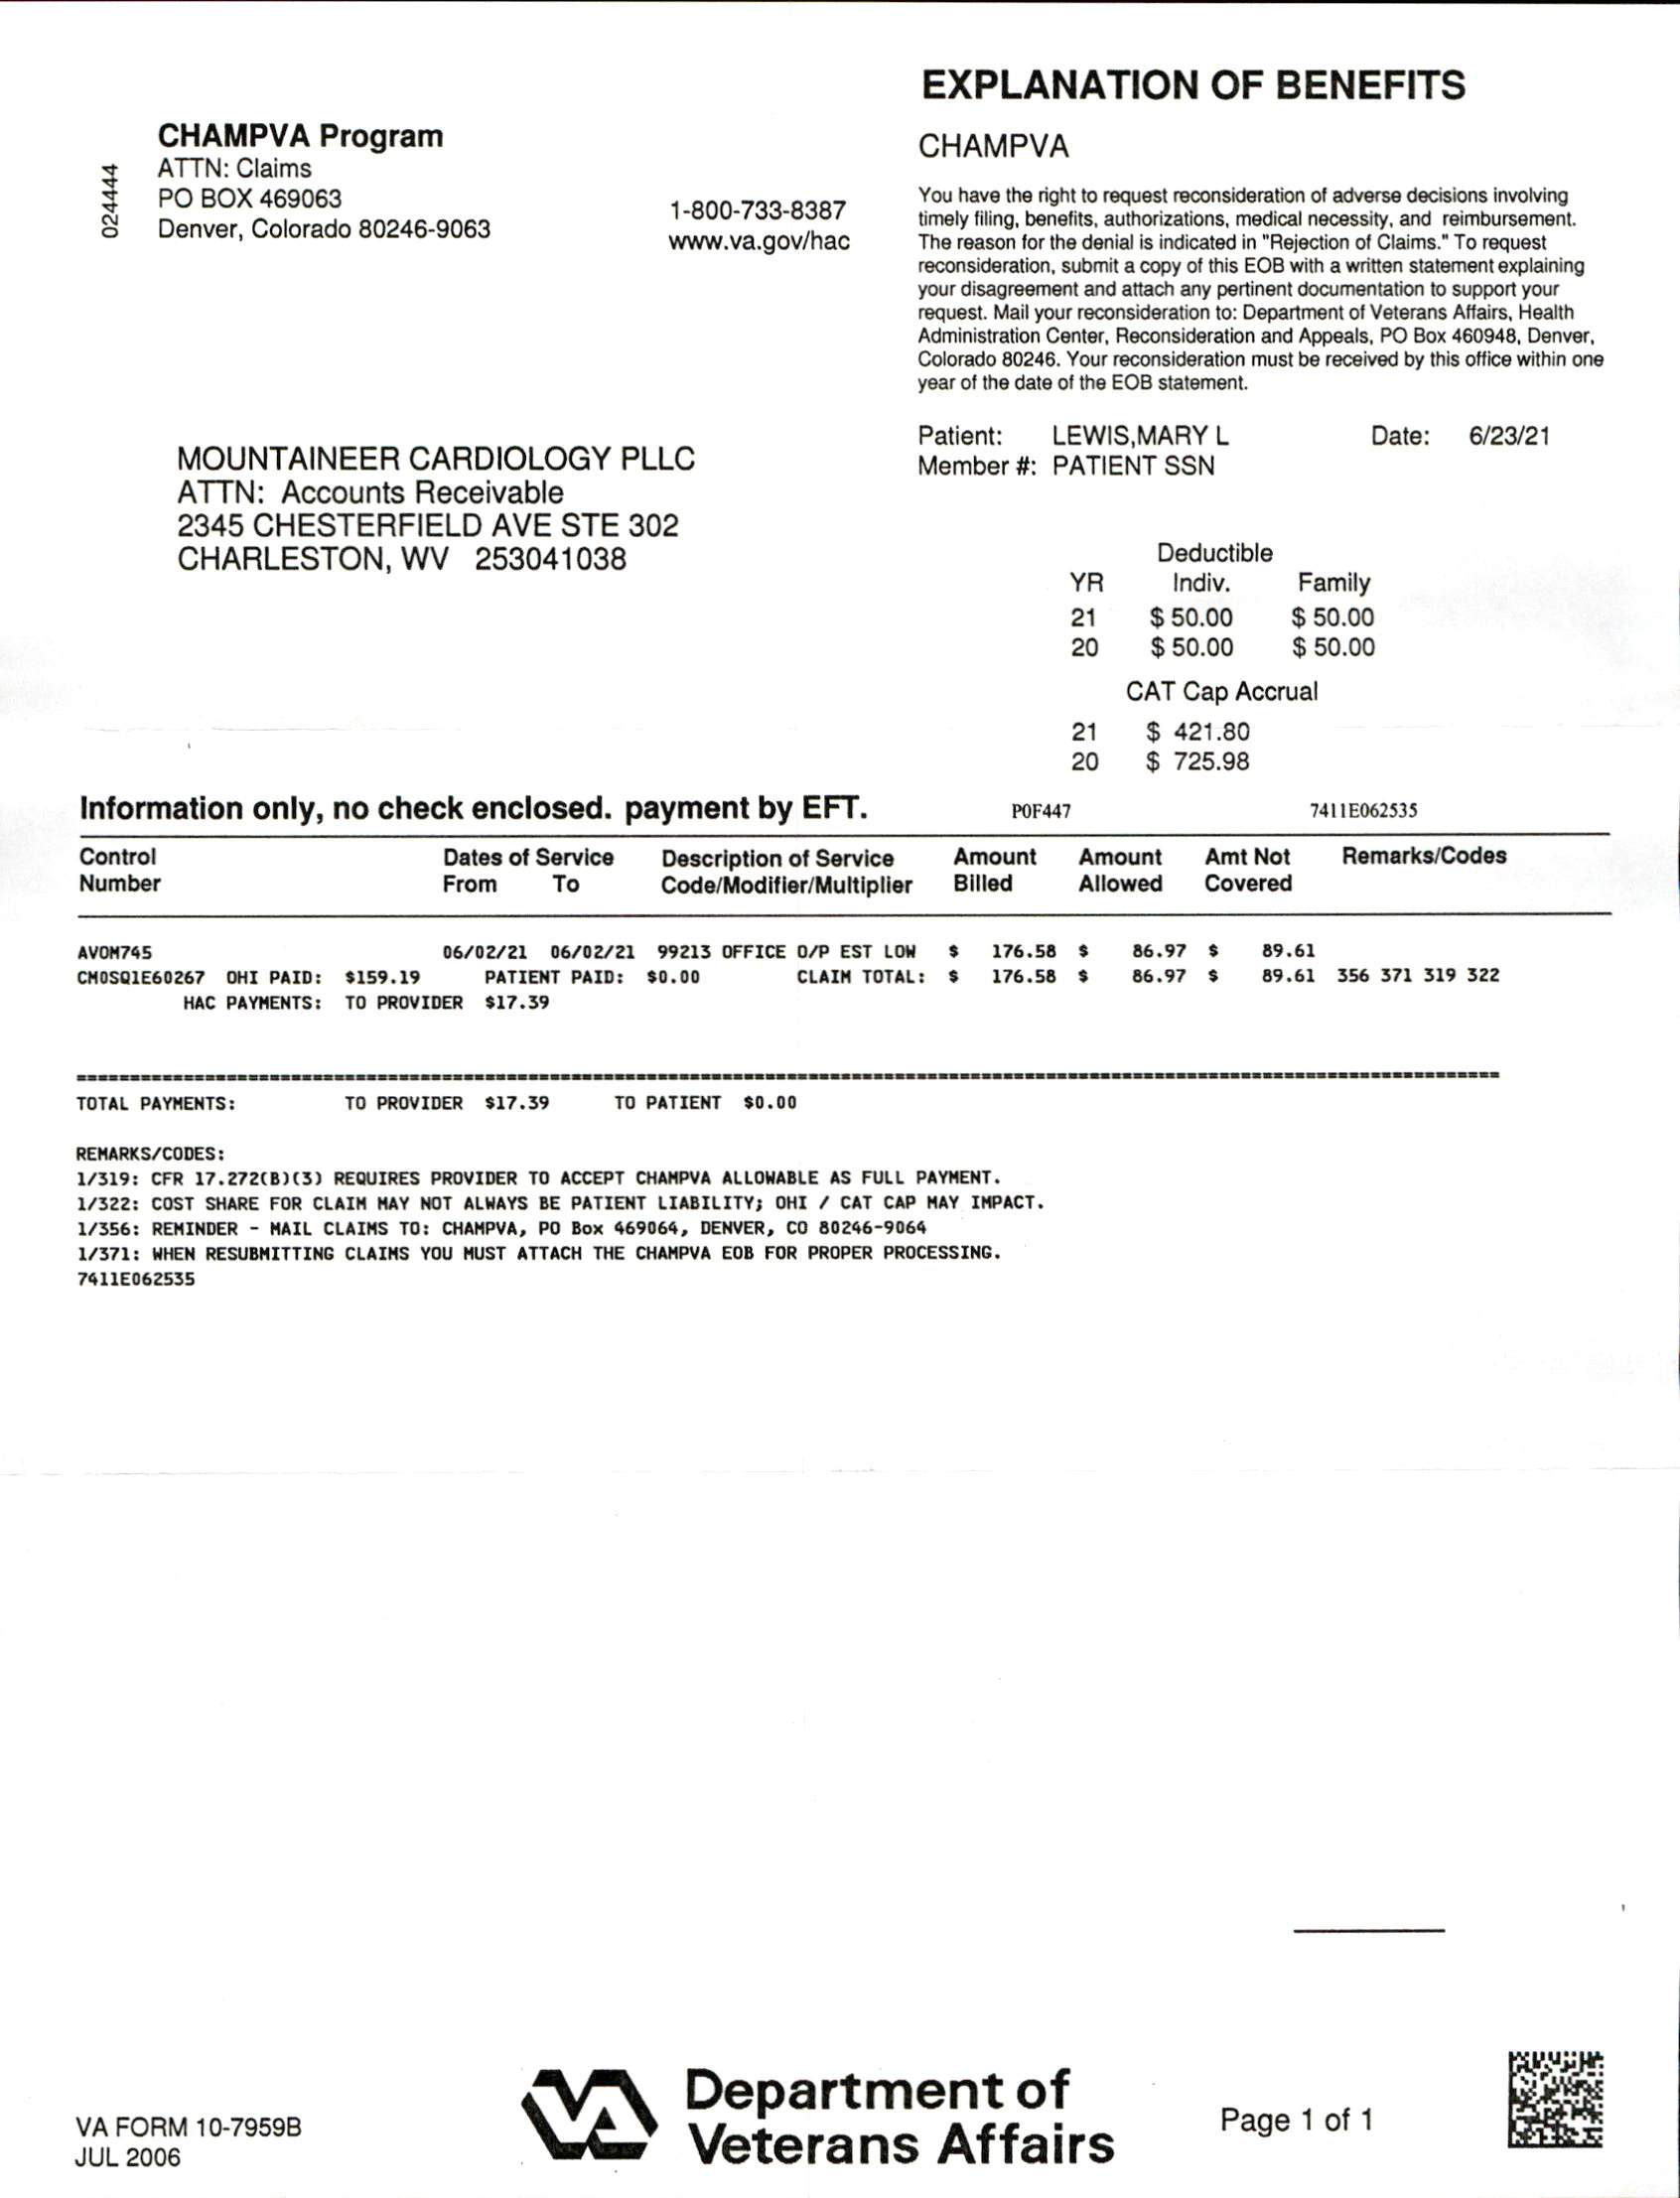 EXPLANATION OF BENEFITS
024444
CHAMPVA Program
ATTN: Claims
PO BOX 469063
Denver, Colorado 80246-9063
1-800-733-8387
www.va.gov/hac
CHAMPVA
You have the right to request reconsideration of adverse decisions involving
timely filing, benefits, authorizations, medical necessity, and reimbursement.
The reason for the denial is indicated in "Rejection of Claims." To request
reconsideration, submit a copy of this EOB with a written statement explaining
your disagreement and attach any pertinent documentation to support your
request. Mail your reconsideration to: Department of Veterans Affairs, Health
Administration Center, Reconsideration and Appeals, PO Box 460948, Denver,
Colorado 80246. Your reconsideration must be received by this office within one
year of the date of the EOB statement.
Patient: LEWIS,MARY L Date: 6/23/21
Member #: PATIENT SSN
MOUNTAINEER CARDIOLOGY PLLC
ATTN: Accounts Receivable
2345 CHESTERFIELD AVE STE 302
CHARLESTON, WV 253041038
Deductible
YR Indiv. Family
21 $ 50.00 $ 50.00
20 $ 50.00 $ 50.00
CAT Cap Accrual
21 $ 421.80
20 $ 725.98
Information only, no check enclosed. payment by EFT. P0F447 7411E062535
Control Dates of Service Description of Service Amount Amount Amt Not Remarks/Codes
Number From To Code/Modifier/Multiplier Billed Allowed Covered
AVOM745 06/02/21 06/02/21 99213 OFFICE O/P EST LOW $ 176.58 $ 86.97 $ 89.61
CM0SQ1E60267 OHI PAID: $159.19 PATIENT PAID: $0.00 CLAIM TOTAL: $ 176.58 $ 86.97 $ 89.61 356 371 319 322
HAC PAYMENTS: TO PROVIDER $17.39
TOTAL PAYMENTS: TO PROVIDER $17.39 TO PATIENT $0.00
REMARKS/CODES:
1/319: CFR 17.272(B)(3) REQUIRES PROVIDER TO ACCEPT CHAMPVA ALLOWABLE AS FULL PAYMENT.
1/322: COST SHARE FOR CLAIM MAY NOT ALWAYS BE PATIENT LIABILITY; OHI / CAT CAP MAY IMPACT.
1/356: REMINDER - MAIL CLAIMS TO: CHAMPVA, PO Box 469064, DENVER, CO 80246-9064
1/371: WHEN RESUBMITTING CLAIMS YOU MUST ATTACH THE CHAMPVA EOB FOR PROPER PROCESSING.
7411E062535
VA FORM 10-7959B
JUL 2006
VA
Department of
Veterans Affairs
Page 1 of 1